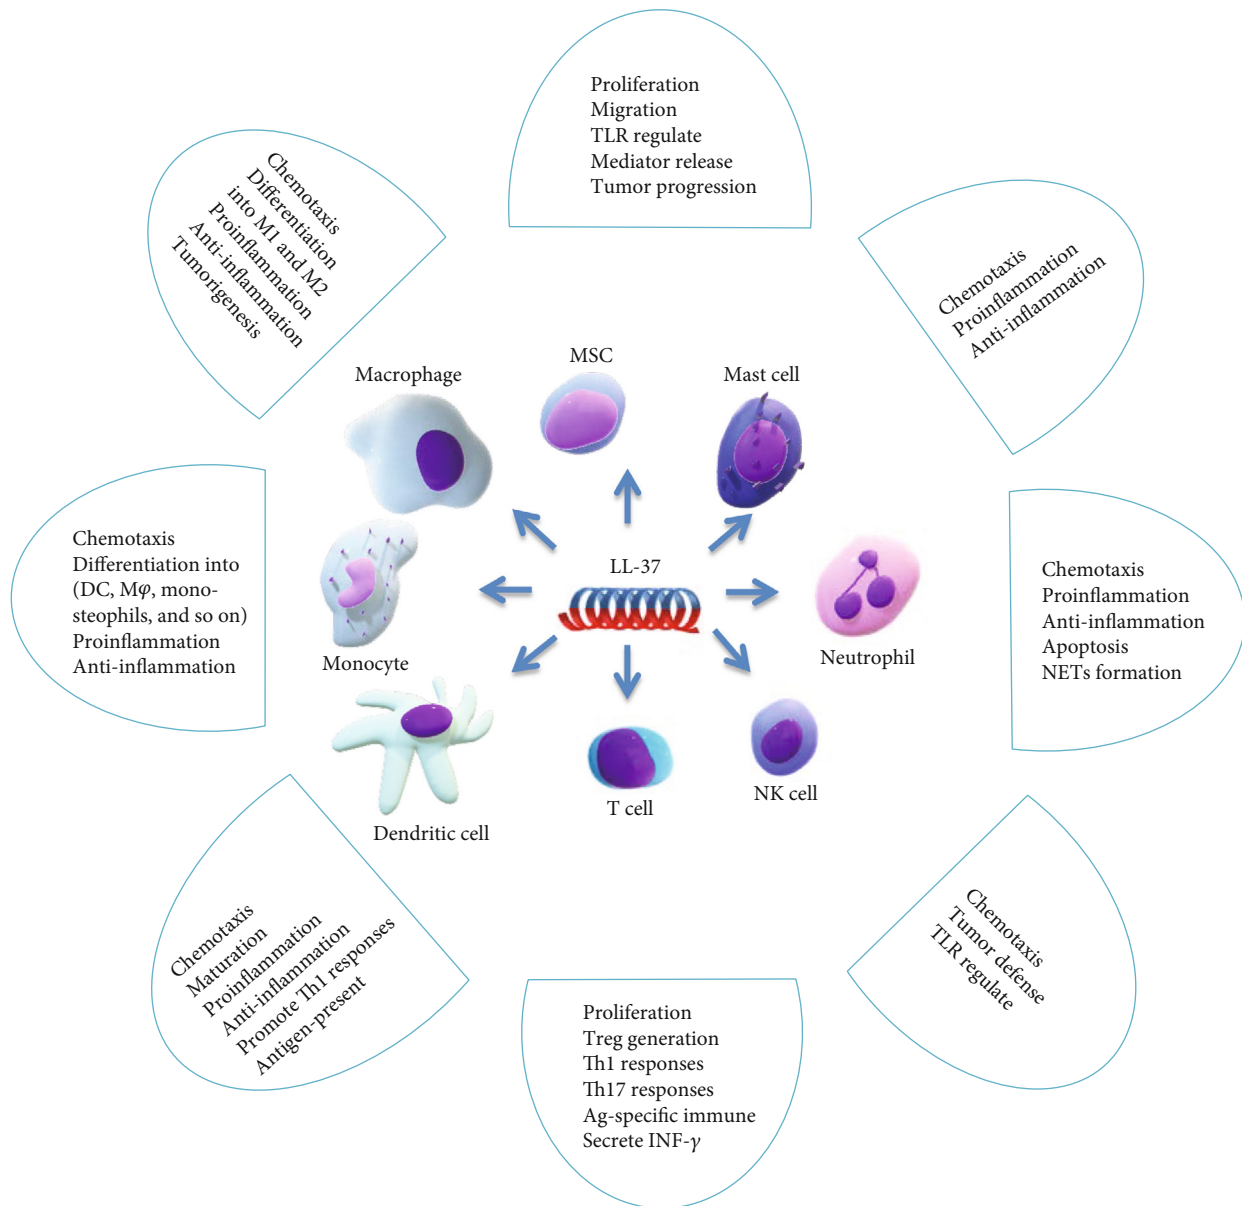 Proliferation
Migration
TLR regulate
Mediator release
Tumor progression
Chemotaxis
Differentiation
into M1 and M2
Proinflammation
Anti-inflammation
Tumorigenesis
Chemotaxis
Proinflammation
Anti-inflammation
MSC
Macrophage
Mast cell
Chemotaxis
Differentiation into
(DC, Mφ, mono-
steophils, and so on)
Proinflammation
Anti-inflammation
LL-37
Chemotaxis
Proinflammation
Anti-inflammation
Apoptosis
NETs formation
Monocyte
Neutrophil
Dendritic cell
T cell
NK cell
Chemotaxis
Maturation
Proinflammation
Anti-inflammation
Promote Th1 responses
Antigen-present
Chemotaxis
Tumor defense
TLR regulate
Proliferation
Treg generation
Th1 responses
Th17 responses
Ag-specific immune
Secrete INF-γ